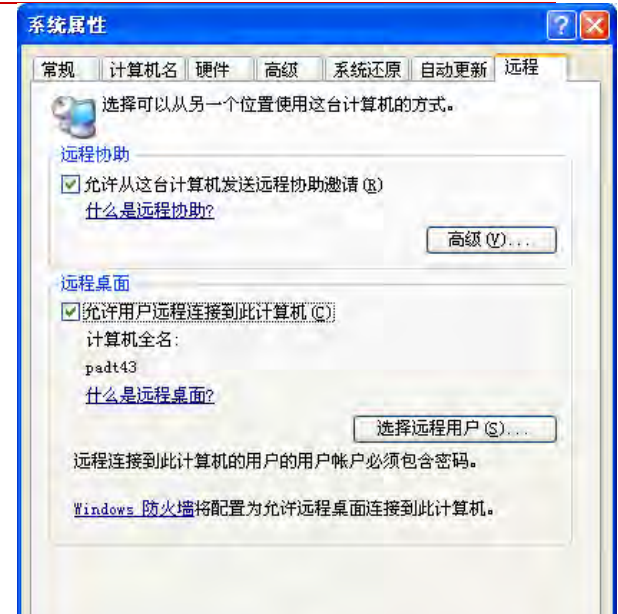 系统属性
常规 计算机名 硬件 高级 系统还原 自动更新 远程
选择可以从另一个位置使用这台计算机的方式。
远程协助
允许从这台计算机发送远程协助邀请(R)
什么是远程协助?
高级(V)...
远程桌面
允许用户远程连接到此计算机(C)
计算机全名:
padt43
什么是远程桌面?
选择远程用户(S)...
远程连接到此计算机的用户的用户帐户必须包含密码。
Windows 防火墙将配置为允许远程桌面连接到此计算机。